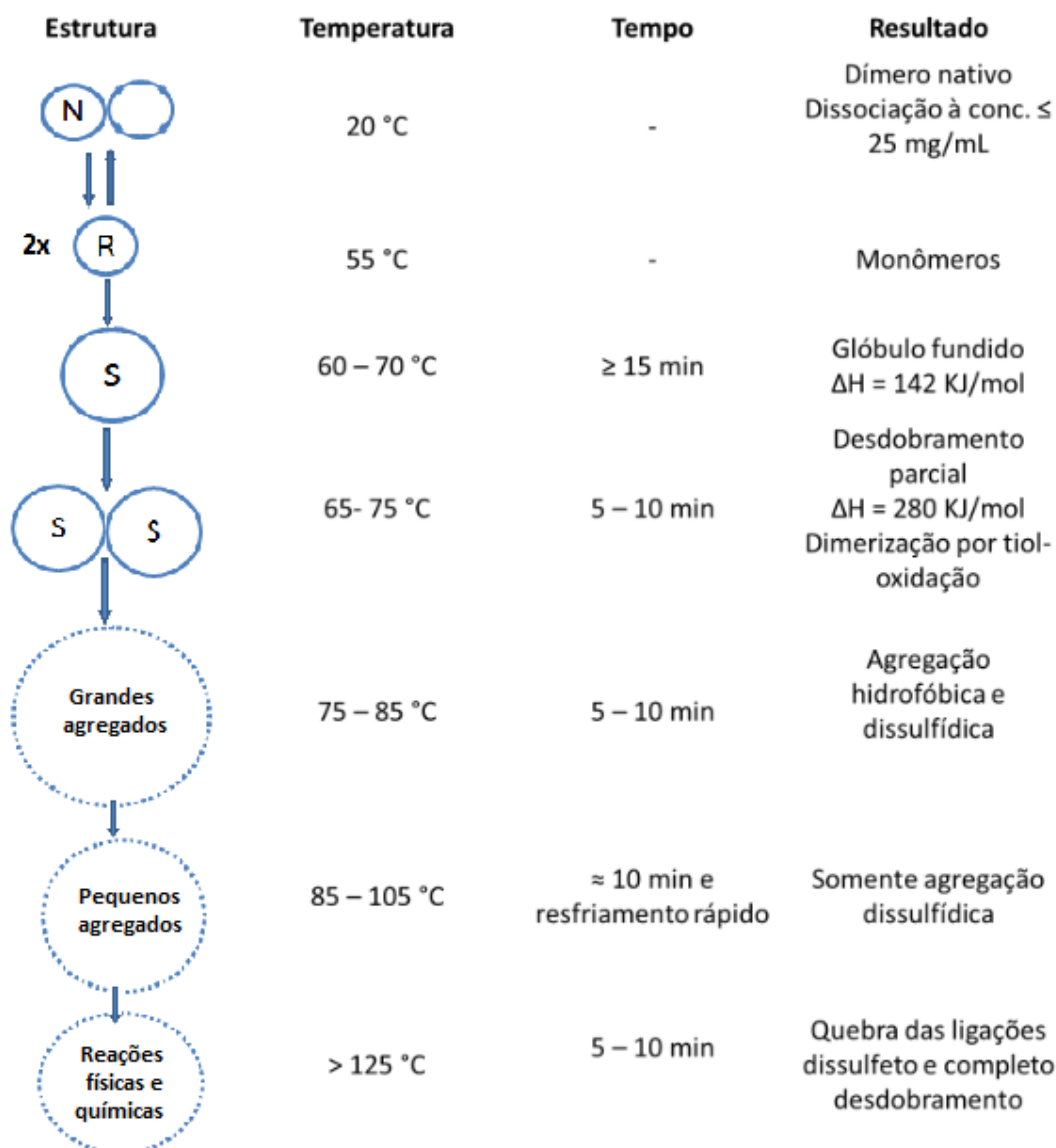 Estrutura Temperatura Tempo Resultado
N
20 °C
-
Dímero nativo
Dissociação à conc. ≤
25 mg/mL
2x R
55 °C
-
Monômeros
S
60 – 70 °C
≥ 15 min
Glóbulo fundido
ΔH = 142 KJ/mol
S S
65- 75 °C
5 – 10 min
Desdobramento
parcial
ΔH = 280 KJ/mol
Dimerização por tiol-
oxidação
Grandes
agregados
75 – 85 °C
5 – 10 min
Agregação
hidrofóbica e
dissulfídica
Pequenos
agregados
85 – 105 °C
≈ 10 min e
resfriamento rápido
Somente agregação
dissulfídica
Reações
físicas e
químicas
> 125 °C
5 – 10 min
Quebra das ligações
dissulfeto e completo
desdobramento